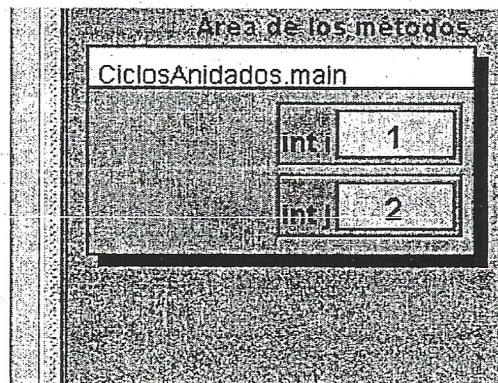 Área de los métodos
CiclosAnidados.main
int i 1
int j 2